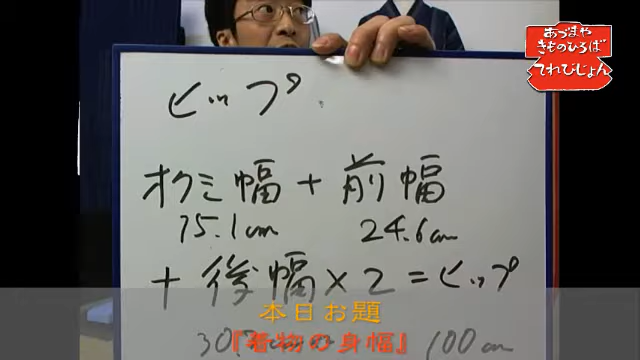 あづまや
きものひろば
てれびじょん
ヒップ
オクミ幅+前幅
15.1cm 24.6cm
+後幅×2=ヒップ
本日お題
30. 100cm
『着物の身幅』